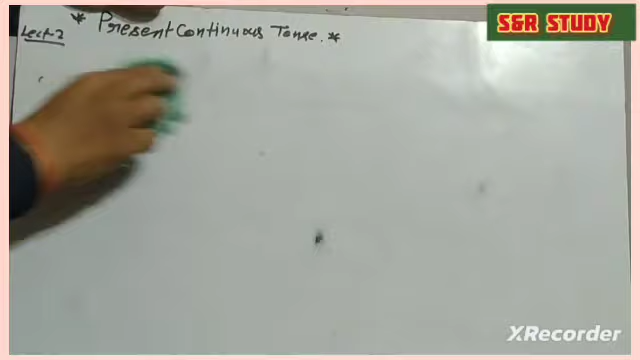 S&R STUDY
* Present Continuous Tense. *
Lect-2
XRecorder